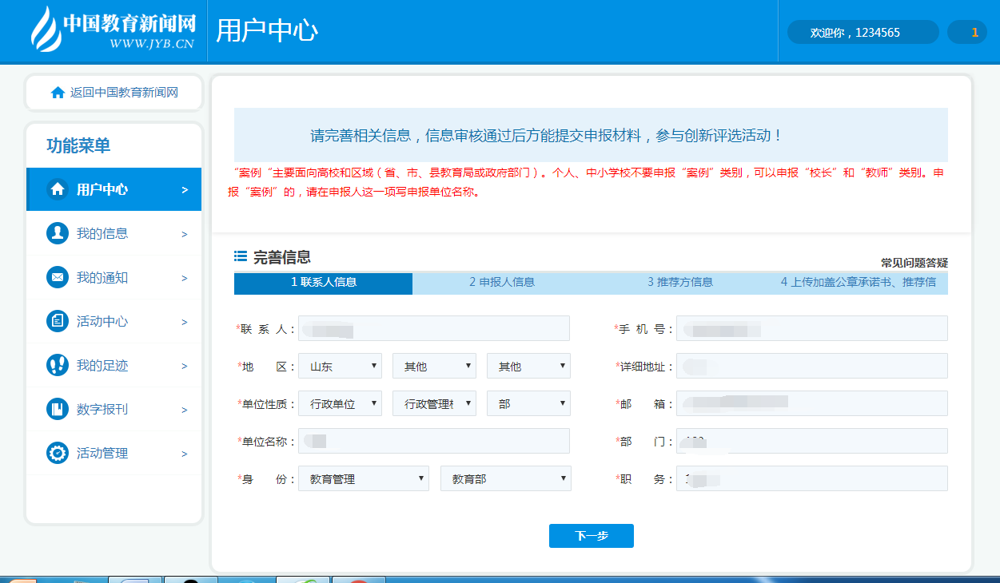 中国教育新闻网
WWW.JYB.CN
用户中心
欢迎你，1234565
1
返回中国教育新闻网
功能菜单
用户中心 >
我的信息 >
我的通知 >
活动中心 >
我的足迹 >
数字报刊 >
活动管理 >
请完善相关信息，信息审核通过后方能提交申报材料，参与创新评选活动！
“案例“主要面向高校和区域（省、市、县教育局或政府部门）。个人、中小学校不要申报“案例”类别，可以申报“校长”和“教师”类别。申
报“案例”的，请在申报人这一项写申报单位名称。
完善信息
常见问题答疑
1 联系人信息 2 申报人信息 3 推荐方信息 4 上传加盖公章承诺书、推荐信
*联 系 人： *手 机 号：
*地 区： 山东 其他 其他 *详细地址：
*单位性质： 行政单位 行政管理 部 *邮 箱：
*单位名称： *部 门：
*身 份： 教育管理 教育部 *职 务：
下一步